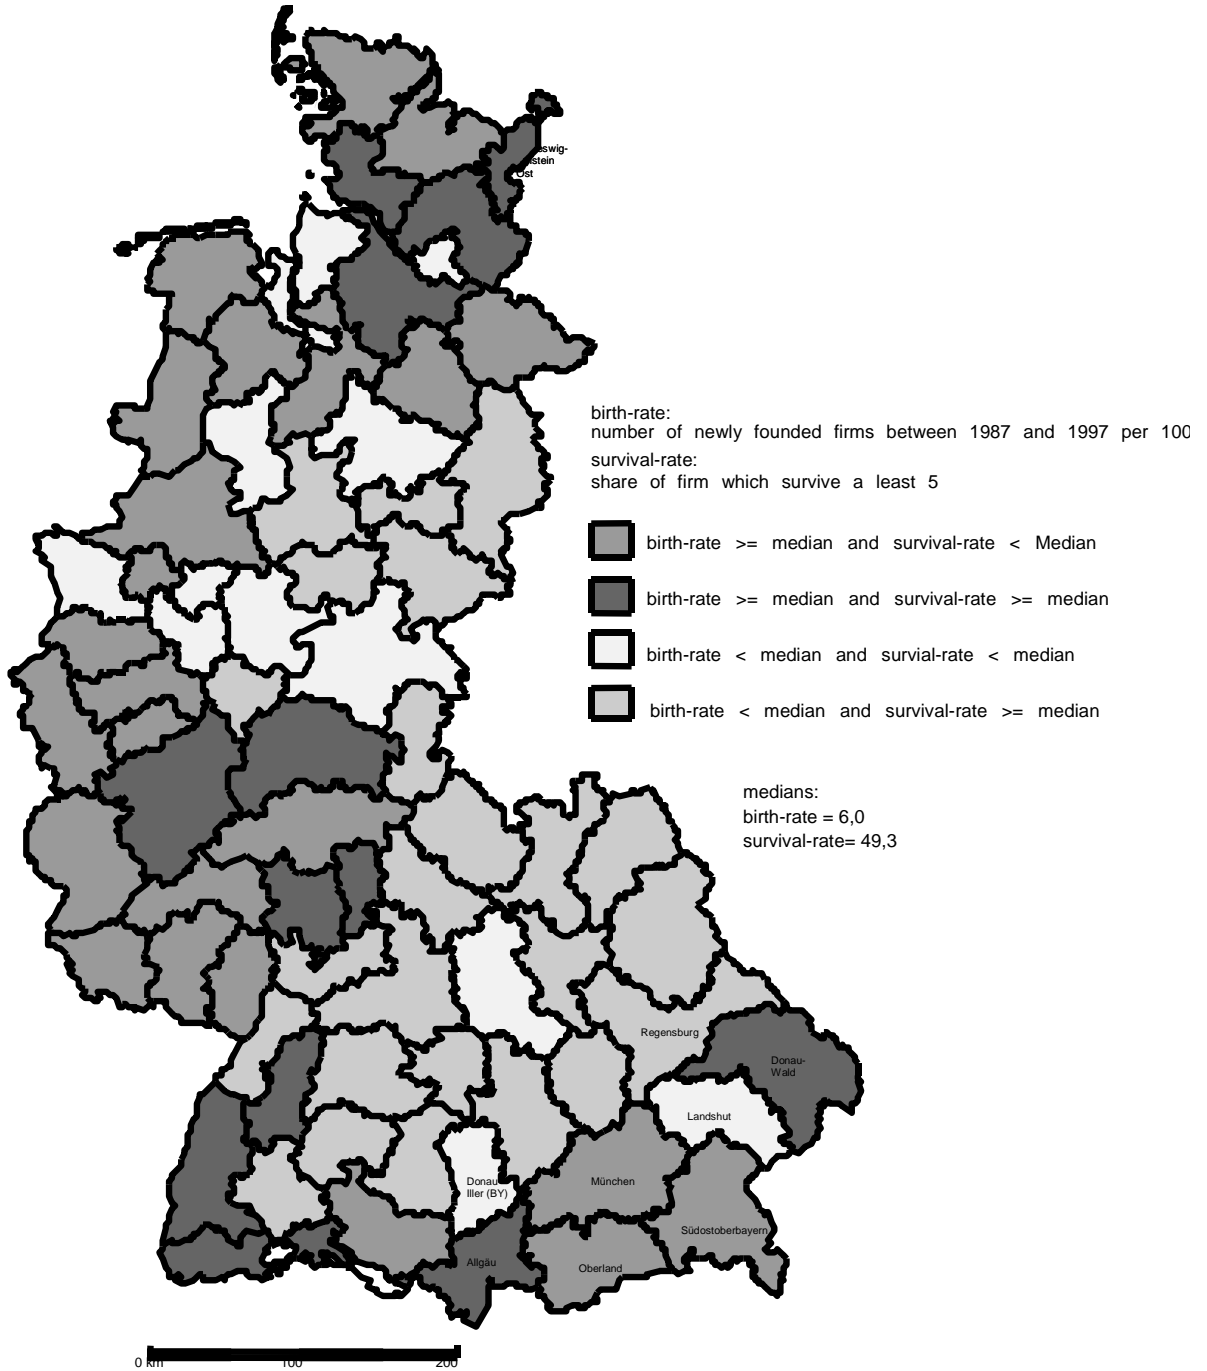 eswig-
stein
Ost
birth-rate:
number of newly founded firms between 1987 and 1997 per 100
survival-rate:
share of firm which survive a least 5
birth-rate >= median and survival-rate < Median
birth-rate >= median and survival-rate >= median
birth-rate < median and survial-rate < median
birth-rate < median and survival-rate >= median
medians:
birth-rate = 6,0
survival-rate= 49,3
Regensburg
Donau-
Wald
Landshut
Donau-
Iller (BY)
München
Südostoberbayern
Allgäu
Oberland
0 km 100 200